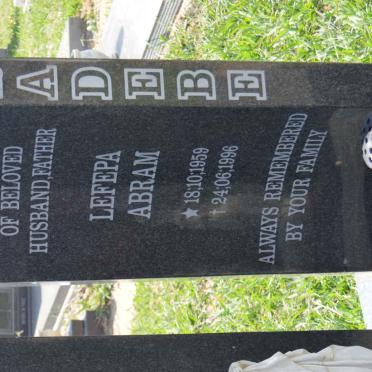 ADEBE
OF BELOVED
HUSBAND,FATHER
LEFEPA
ABRAM
★ 18;10;1959
† 24;06;1996
ALWAYS REMEMBERED
BY YOUR FAMILY